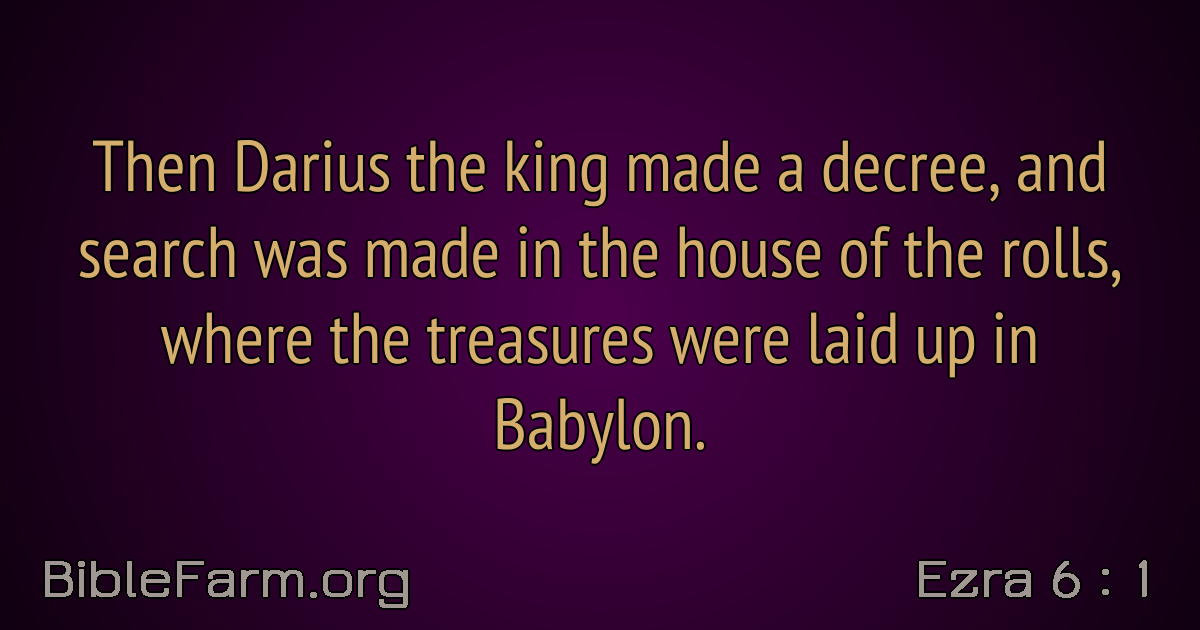 Then Darius the king made a decree, and
search was made in the house of the rolls,
where the treasures were laid up in
Babylon.
BibleFarm.org
Ezra 6 : 1